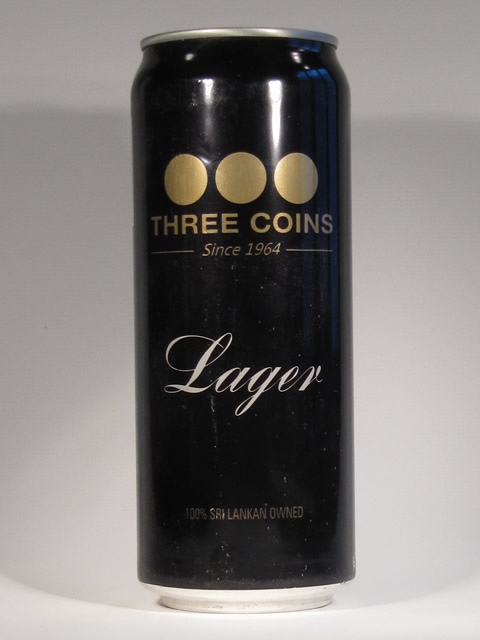 THREE COINS
Since 1964
Lager
100% SRI LANKAN OWNED